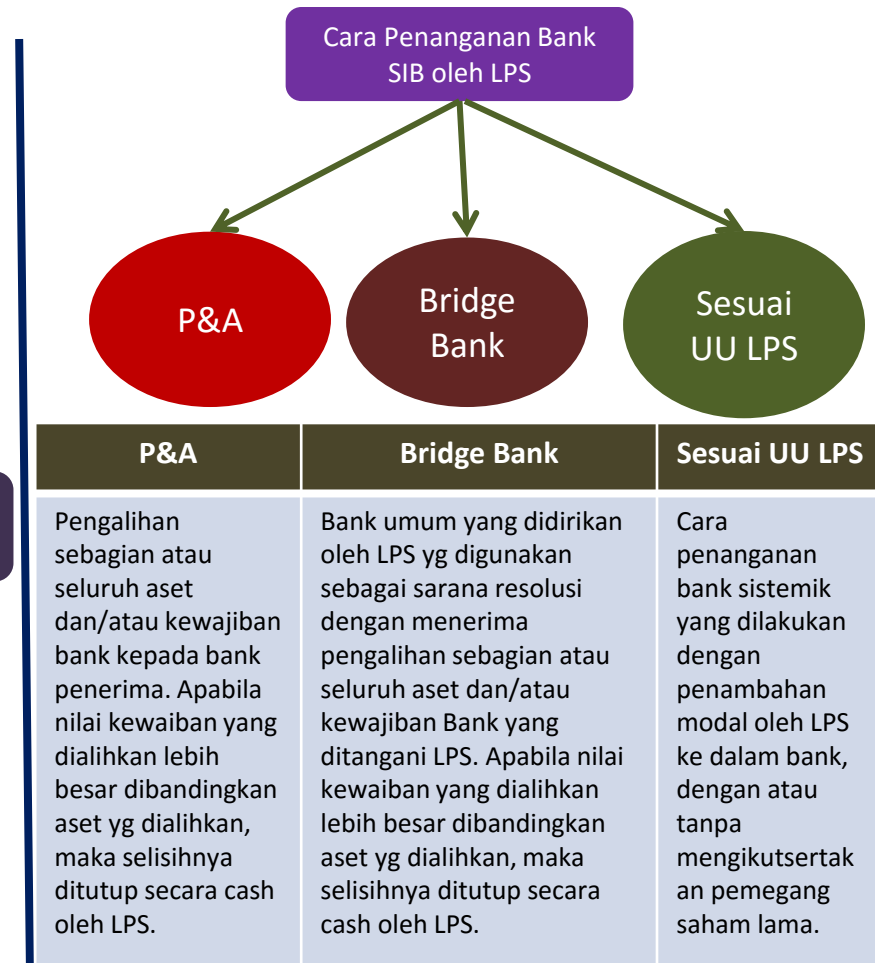 Cara Penanganan Bank
SIB oleh LPS
P&A
Bridge
Bank
Sesuai
UU LPS
P&A
Bridge Bank
Sesuai UU LPS
Pengalihan
sebagian atau
seluruh aset
dan/atau kewajiban
bank kepada bank
penerima. Apabila
nilai kewaiban yang
dialihkan lebih
besar dibandingkan
aset yg dialihkan,
maka selisihnya
ditutup secara cash
oleh LPS.
Bank umum yang didirikan
oleh LPS yg digunakan
sebagai sarana resolusi
dengan menerima
pengalihan sebagian atau
seluruh aset dan/atau
kewajiban Bank yang
ditangani LPS. Apabila nilai
kewaiban yang dialihkan
lebih besar dibandingkan
aset yg dialihkan, maka
selisihnya ditutup secara
cash oleh LPS.
Cara
penanganan
bank sistemik
yang dilakukan
dengan
penambahan
modal oleh LPS
ke dalam bank,
dengan atau
tanpa
mengikutsertak
an pemegang
saham lama.